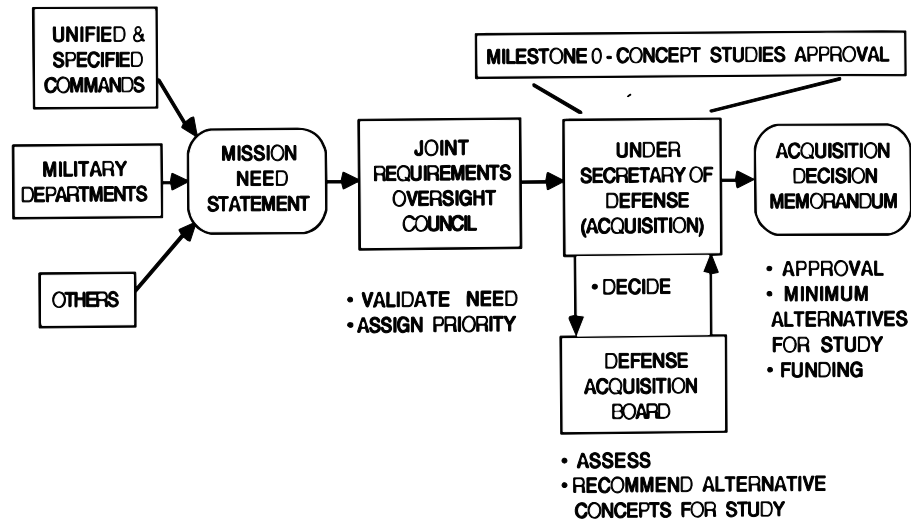 UNIFIED &
SPECIFIED
COMMANDS
MILITARY
DEPARTMENTS
OTHERS
MISSION
NEED
STATEMENT
JOINT
REQUIREMENTS
OVERSIGHT
COUNCIL
• VALIDATE NEED
• ASSIGN PRIORITY
MILESTONE 0 - CONCEPT STUDIES APPROVAL
UNDER
SECRETARY OF
DEFENSE
(ACQUISITION)
• DECIDE
DEFENSE
ACQUISITION
BOARD
• ASSESS
• RECOMMEND ALTERNATIVE
CONCEPTS FOR STUDY
ACQUISITION
DECISION
MEMORANDUM
• APPROVAL
• MINIMUM
ALTERNATIVES
FOR STUDY
• FUNDING